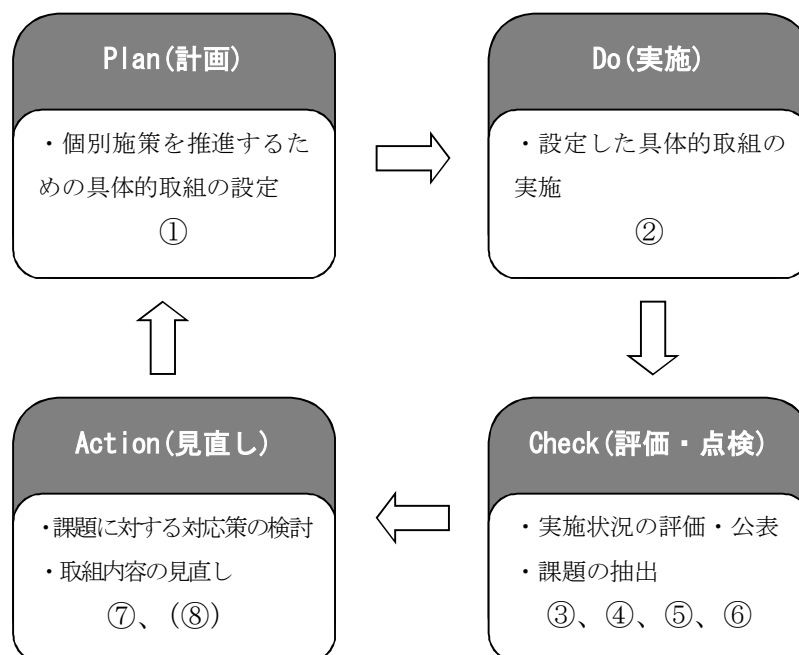 Plan(計画)
・個別施策を推進するた
めの具体的取組の設定
①
Do(実施)
・設定した具体的取組の
実施
②
Check(評価・点検)
・実施状況の評価・公表
・課題の抽出
③、④、⑤、⑥
Action(見直し)
・課題に対する対応策の検討
・取組内容の見直し
⑦、(⑧)